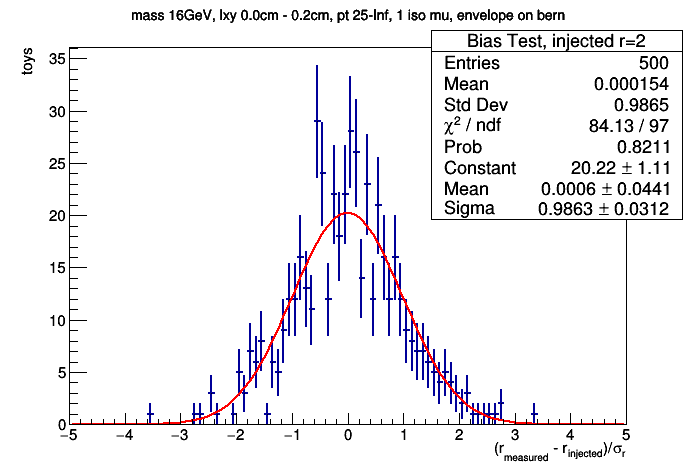 mass 16GeV, lxy 0.0cm - 0.2cm, pt 25-Inf, 1 iso mu, envelope on bern
toys
Bias Test, injected r=2
Entries 500
Mean 0.000154
Std Dev 0.9865
χ² / ndf 84.13 / 97
Prob 0.8211
Constant 20.22 ± 1.11
Mean 0.0006 ± 0.0441
Sigma 0.9863 ± 0.0312
35
30
25
20
15
10
5
0
−5 −4 −3 −2 −1 0 1 2 3 4 5
(r_measured - r_injected)/σ_r